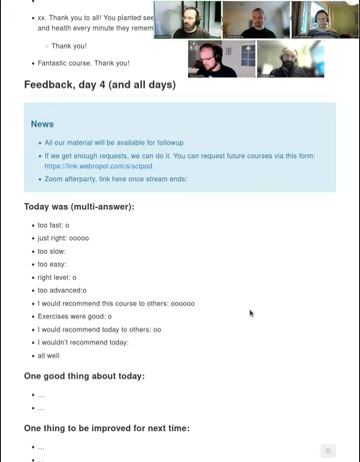 xx. Thank you to all! You planted see
and health every minute they remem
Thank you!
Fantastic course. Thank you!
Feedback, day 4 (and all days)
News
All our material will be available for followup
If we get enough requests, we can do it. You can request future courses via this form:
https://link.webropol.com/s/scipod
Zoom afterparty, link here once stream ends:
Today was (multi-answer):
too fast: o
just right: ooooo
too slow:
too easy:
right level: o
too advanced:o
I would recommend this course to others: oooooo
Exercises were good: o
I would recommend today to others: oo
I wouldn't recommend today:
all well
One good thing about today:
...
...
One thing to be improved for next time:
...
...